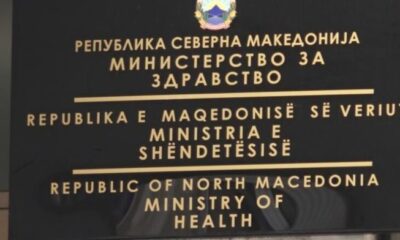 РЕПУБЛИКА СЕВЕРНА МАКЕДОНИЈА
МИНИСТЕРСТВО ЗА
ЗДРАВСТВО
REPUBLIKA E MAQEDONISË SË VERIUT
MINISTRIA E
SHËNDETËSISË
REPUBLIC OF NORTH MACEDONIA
MINISTRY OF
HEALTH